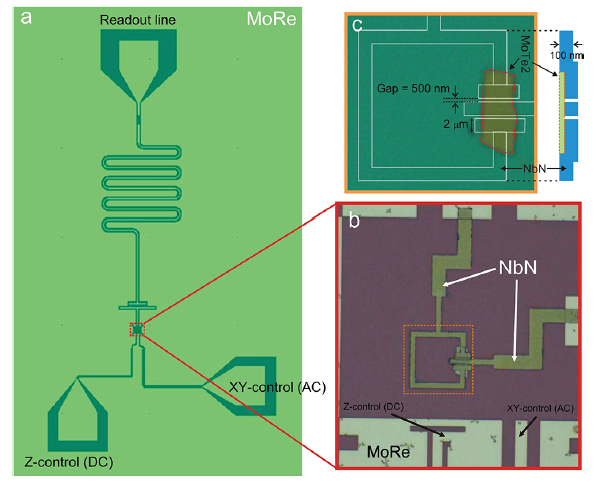 a
Readout line
MoRe
XY-control (AC)
Z-control (DC)
c
MoTe2
100 nm
Gap = 500 nm
2 μm
NbN
b
NbN
Z-control (DC)
XY-control (AC)
MoRe